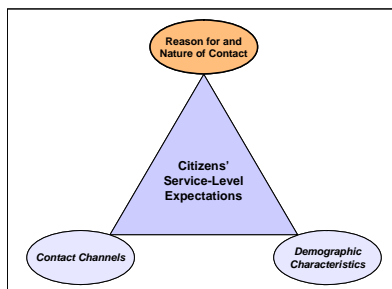 Reason for and
Nature of Contact
Citizens'
Service-Level
Expectations
Contact Channels
Demographic
Characteristics